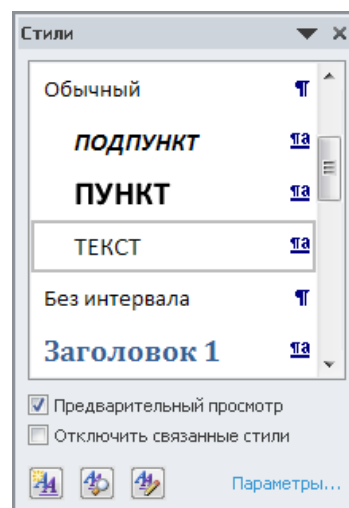 Стили
Обычный ¶
ПОДПУНКТ ¶a
ПУНКТ ¶a
ТЕКСТ ¶a
Без интервала ¶
Заголовок 1 ¶a
Предварительный просмотр
Отключить связанные стили
Параметры...